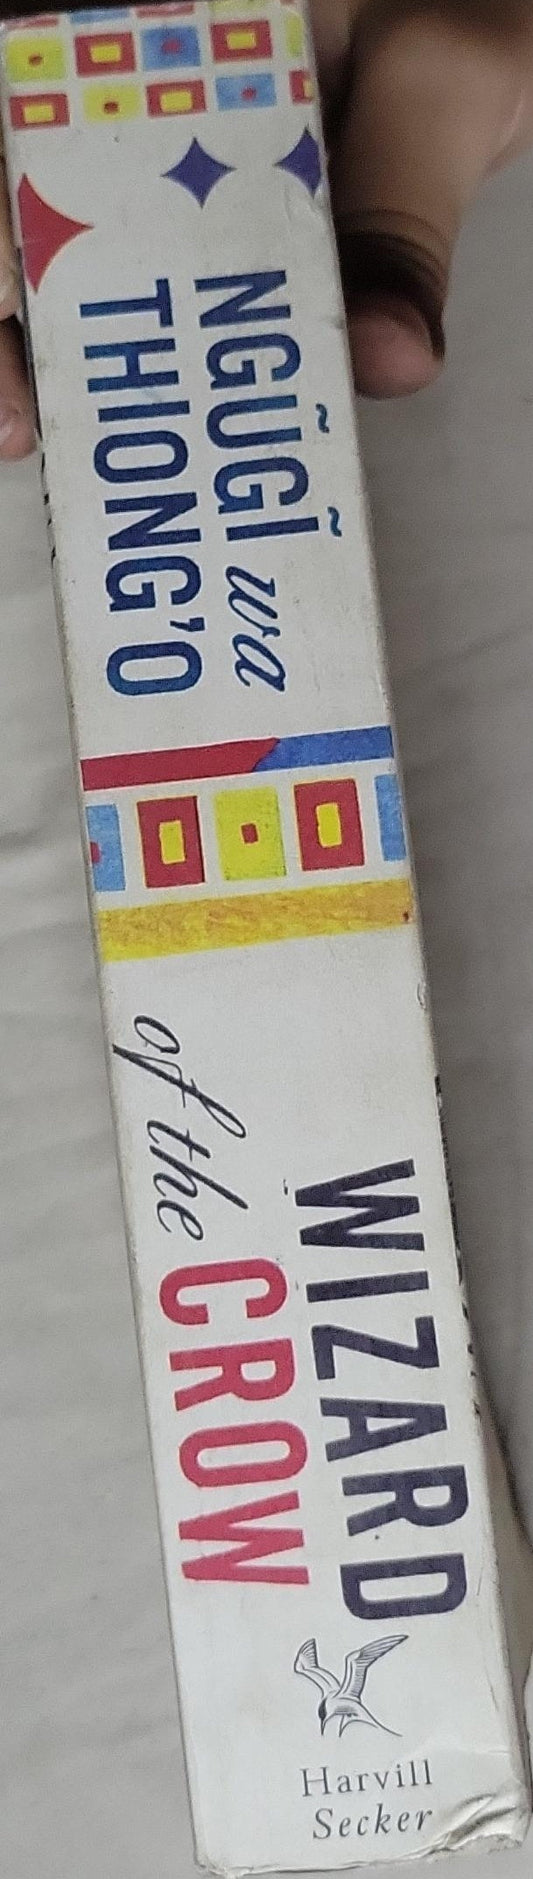 NGŨGĨ wa
THIONG'O
WIZARD
of the CROW
Harvill
Secker